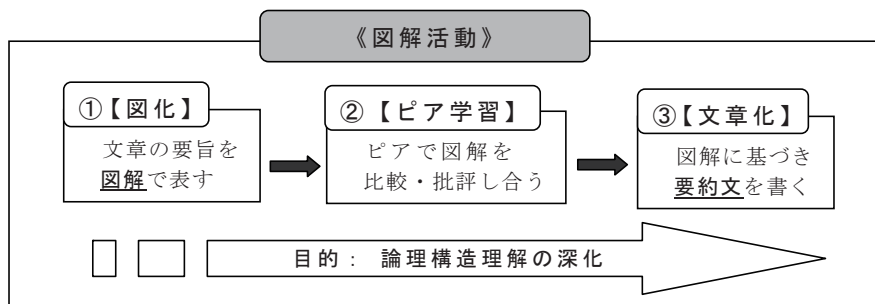 《図解活動》
①【図化】
文章の要旨を
図解で表す
②【ピア学習】
ピアで図解を
比較・批評し合う
③【文章化】
図解に基づき
要約文を書く
目的： 論理構造理解の深化